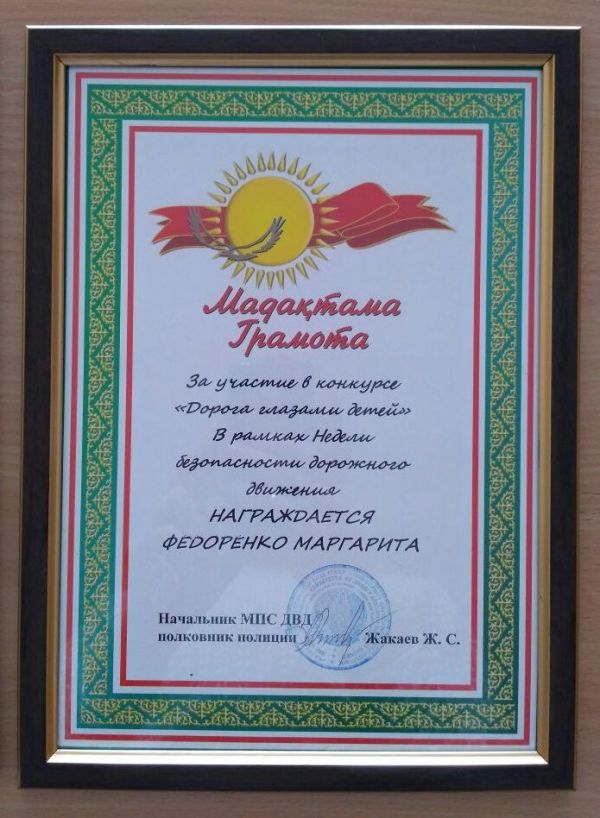 Мадақтама
Грамота
За участие в конкурсе
«Дорога глазами детей»
В рамках Недели
безопасности дорожного
движения
НАГРАЖДАЕТСЯ
ФЕДОРЕНКО МАРГАРИТА
Начальник МПС ДВД
полковник полиции Жакаев Ж. С.